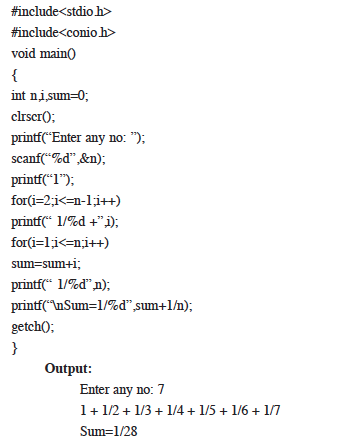 #include<stdio.h>
#include<conio.h>
void main()
{
int n,i,sum=0;
clrscr();
printf(“Enter any no: ”);
scanf(“%d”,&n);
printf(“1”);
for(i=2;i<=n-1;i++)
printf(“ 1/%d +”,i);
for(i=1;i<=n;i++)
sum=sum+i;
printf(“ 1/%d”,n);
printf(“\nSum=1/%d”,sum+1/n);
getch();
}
Output:
Enter any no: 7
1 + 1/2 + 1/3 + 1/4 + 1/5 + 1/6 + 1/7
Sum=1/28